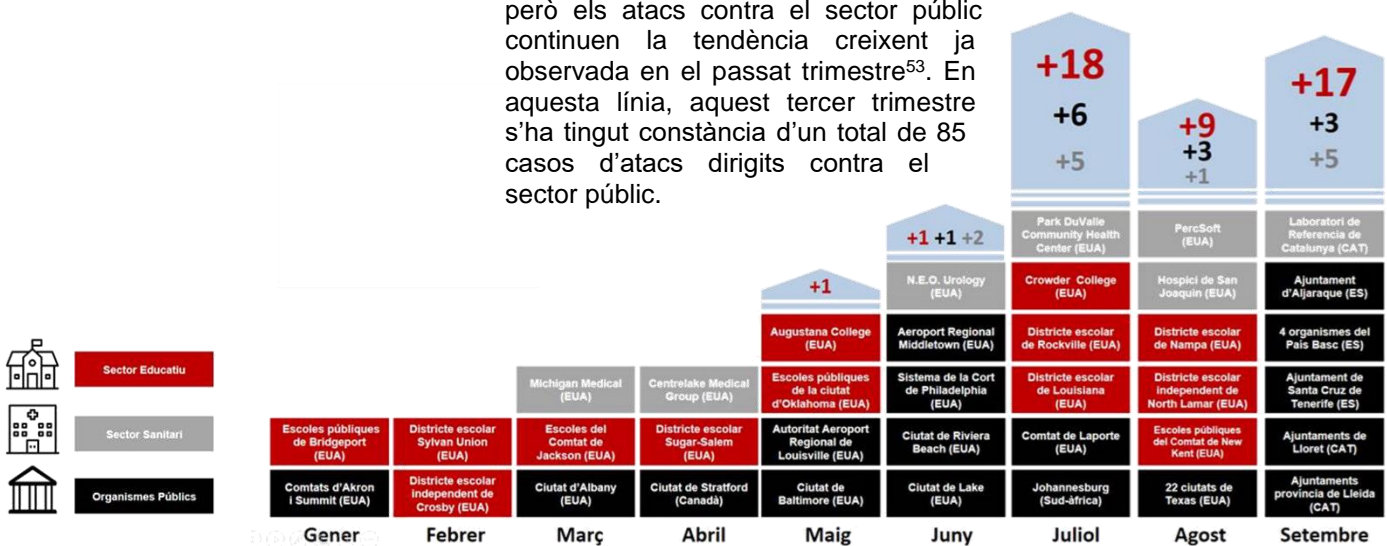 però els atacs contra el sector públic
continuen la tendència creixent ja
observada en el passat trimestre53. En
aquesta línia, aquest tercer trimestre
s'ha tingut constància d'un total de 85
casos d'atacs dirigits contra el
sector públic.
Sector Educatiu
Sector Sanitari
Organismes Públics
Escoles públiques
de Bridgeport
(EUA)
Comtats d'Akron
i Summit (EUA)
Gener
Districte escolar
Sylvan Union
(EUA)
Districte escolar
independent de
Crosby (EUA)
Febrer
Michigan Medical
(EUA)
Escoles del
Comtat de
Jackson (EUA)
Ciutat d'Albany
(EUA)
Març
Centrelake Medical
Group (EUA)
Districte escolar
Sugar-Salem
(EUA)
Ciutat de Stratford
(Canadà)
Abril
+1
Augustana College
(EUA)
Escoles públiques
de la ciutat
d'Oklahoma (EUA)
Autoritat Aeroport
Regional de
Louisville (EUA)
Ciutat de
Baltimore (EUA)
Maig
+1 +1 +2
N.E.O. Urology
(EUA)
Aeroport Regional
Middletown (EUA)
Sistema de la Cort
de Philadelphia
(EUA)
Ciutat de Riviera
Beach (EUA)
Ciutat de Lake
(EUA)
Juny
+18
+6
+5
Park DuValle
Community Health
Center (EUA)
Crowder College
(EUA)
Districte escolar
de Rockville (EUA)
Districte escolar
de Louisiana
(EUA)
Comtat de Laporte
(EUA)
Johannesburg
(Sud-àfrica)
Juliol
+9
+3
+1
PercSoft
(EUA)
Hospici de San
Joaquin (EUA)
Districte escolar
de Nampa (EUA)
Districte escolar
independent de
North Lamar (EUA)
Escoles públiques
del Comtat de New
Kent (EUA)
22 ciutats de
Texas (EUA)
Agost
+17
+3
+5
Laboratori de
Referencia de
Catalunya (CAT)
Ajuntament
d'Aljaraque (ES)
4 organismes del
País Basc (ES)
Ajuntament de
Santa Cruz de
Tenerife (ES)
Ajuntaments de
Lloret (CAT)
Ajuntaments
província de Lleida
(CAT)
Setembre